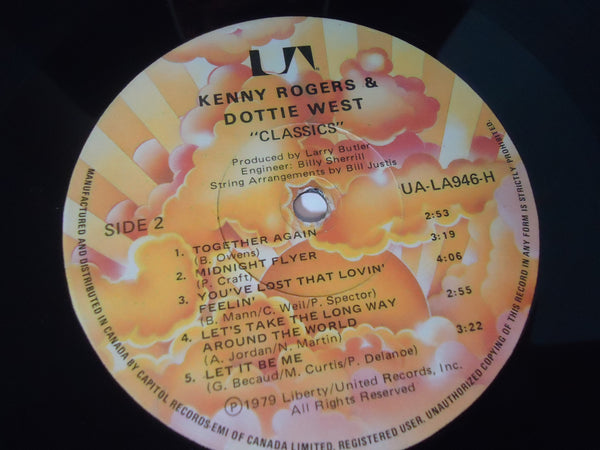 UA
KENNY ROGERS &
DOTTIE WEST
"CLASSICS"
Produced by Larry Butler
Engineer: Billy Sherrill
String Arrangements by Bill Justis
UA-LA946-H
SIDE 2
1. TOGETHER AGAIN 2:53
(B. Owens)
2. MIDNIGHT FLYER 3:19
(P. Craft)
3. YOU'VE LOST THAT LOVIN' 4:06
FEELIN'
(B. Mann/C. Weil/P. Spector)
4. LET'S TAKE THE LONG WAY 2:55
AROUND THE WORLD
(A. Jordan/N. Martin)
5. LET IT BE ME 3:22
(G. Becaud/M. Curtis/P. Delanoe)
Ⓟ1979 Liberty/United Records, Inc.
All Rights Reserved
MANUFACTURED AND DISTRIBUTED IN CANADA BY CAPITOL RECORDS-EMI OF CANADA LIMITED. REGISTERED USER. UNAUTHORIZED COPYING OF THIS RECORD IN ANY FORM IS STRICTLY PROHIBITED.